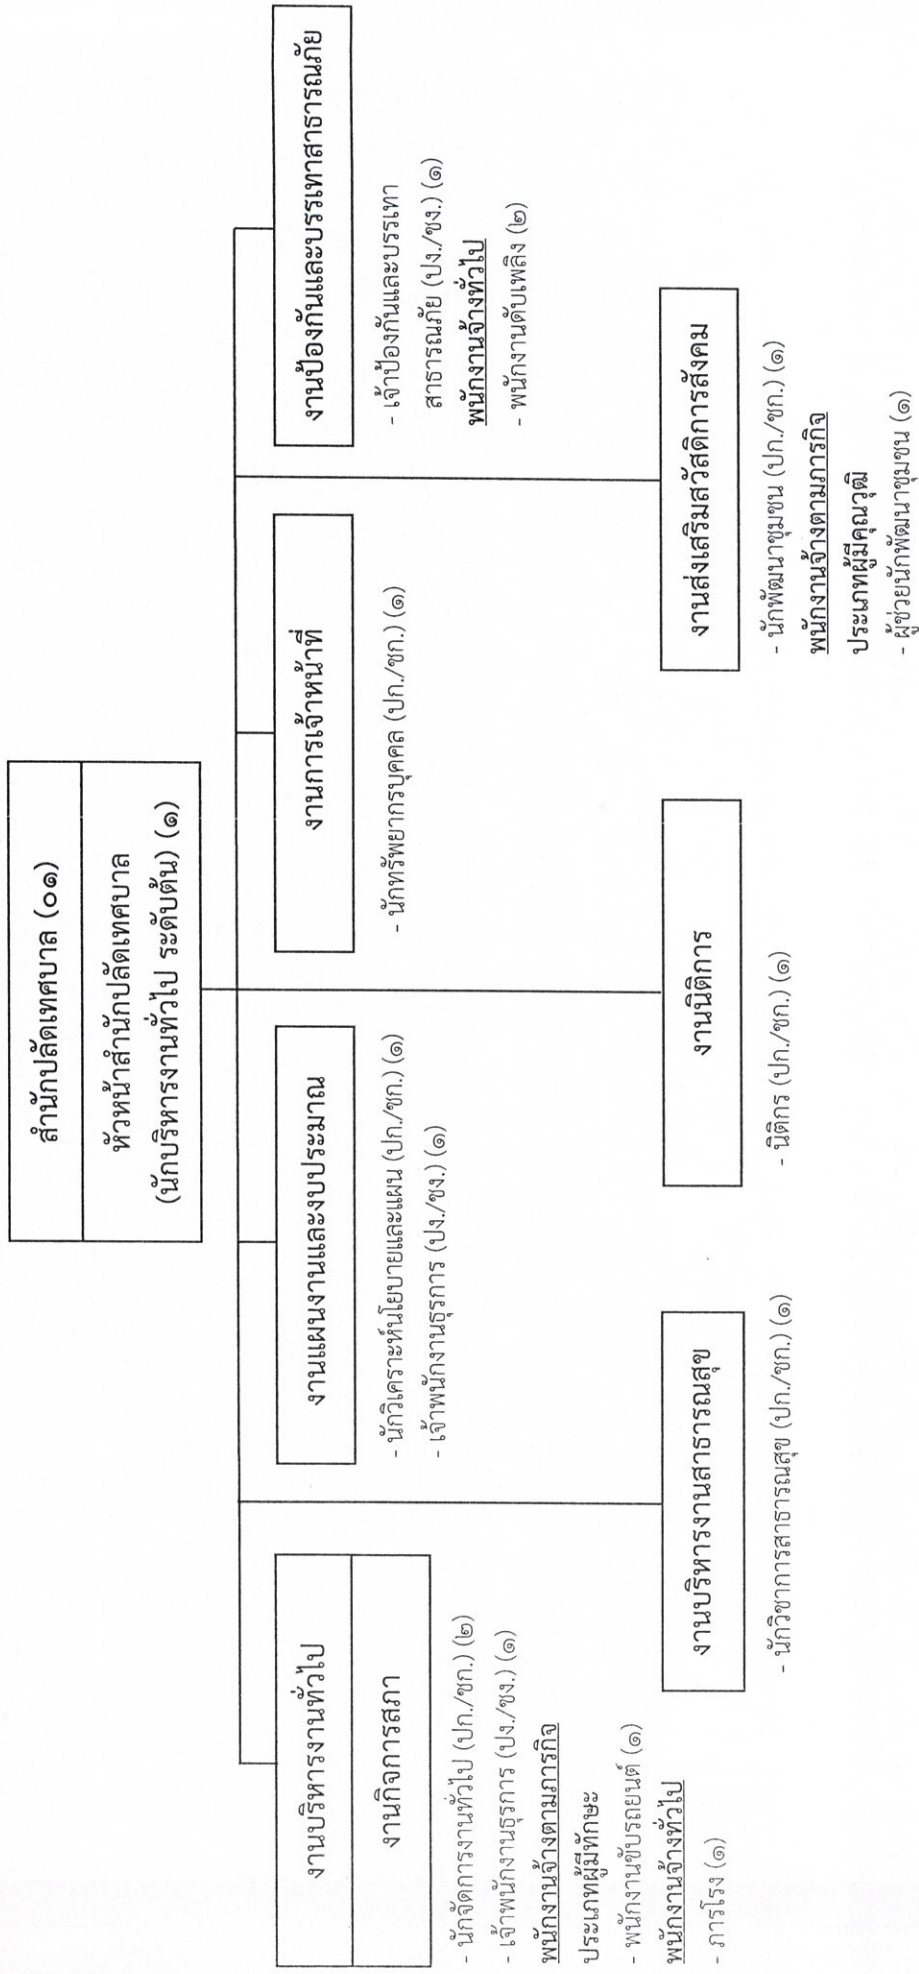 สำนักปลัดเทศบาล (๐๑)
หัวหน้าสำนักปลัดเทศบาล
(นักบริหารงานทั่วไป ระดับต้น) (๑)
งานบริหารงานทั่วไป
งานกิจการสภา
- นักจัดการงานทั่วไป (ปก./ชก.) (๒)
- เจ้าพนักงานธุรการ (ปง./ชง.) (๑)
พนักงานจ้างตามภารกิจ
ประเภทผู้มีทักษะ
- พนักงานขับรถยนต์ (๑)
พนักงานจ้างทั่วไป
- ภารโรง (๑)
งานแผนงานและงบประมาณ
- นักวิเคราะห์นโยบายและแผน (ปก./ชก.) (๑)
- เจ้าพนักงานธุรการ (ปง./ชง.) (๑)
งานการเจ้าหน้าที่
- นักทรัพยากรบุคคล (ปก./ชก.) (๑)
งานป้องกันและบรรเทาสาธารณภัย
- เจ้าป้องกันและบรรเทา
สาธารณภัย (ปง./ชง.) (๑)
พนักงานจ้างทั่วไป
- พนักงานดับเพลิง (๒)
งานบริหารงานสาธารณสุข
- นักวิชาการสาธารณสุข (ปก./ชก.) (๑)
งานนิติการ
- นิติกร (ปก./ชก.) (๑)
งานส่งเสริมสวัสดิการสังคม
- นักพัฒนาชุมชน (ปก./ชก.) (๑)
พนักงานจ้างตามภารกิจ
ประเภทผู้มีคุณวุฒิ
- ผู้ช่วยนักพัฒนาชุมชน (๑)